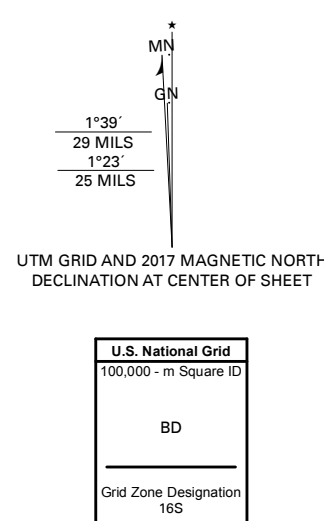 MN
GN
1°39´
29 MILS
1°23´
25 MILS
UTM GRID AND 2017 MAGNETIC NORTH
DECLINATION AT CENTER OF SHEET
U.S. National Grid
100,000 - m Square ID
BD
Grid Zone Designation
16S